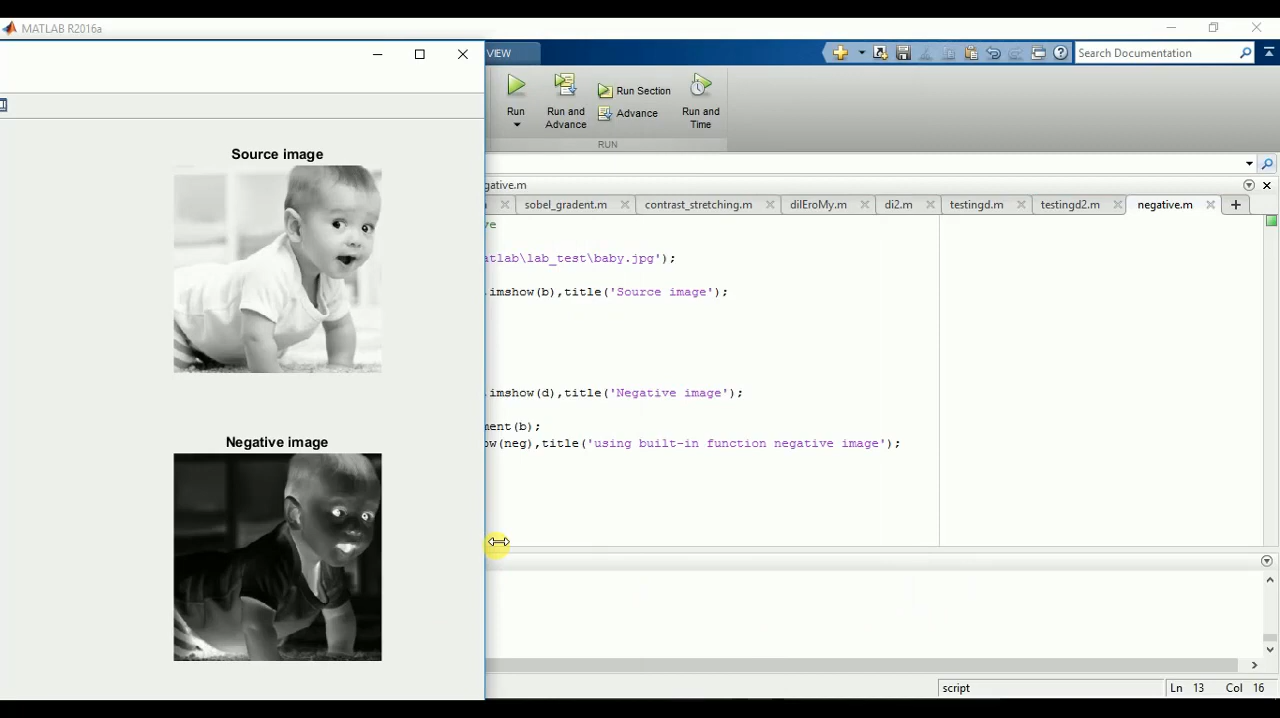 MATLAB R2016a
VIEW
Search Documentation
Run
Run and Advance
Run Section
Advance
Run and Time
RUN
gative.m
sobel_gradent.m
contrast_stretching.m
dilEroMy.m
di2.m
testingd.m
testingd2.m
negative.m
ve
atlab\lab_test\baby.jpg');
imshow(b),title('Source image');
imshow(d),title('Negative image');
ment(b);
ow(neg),title('using built-in function negative image');
Source image
Negative image
script
Ln 13 Col 16